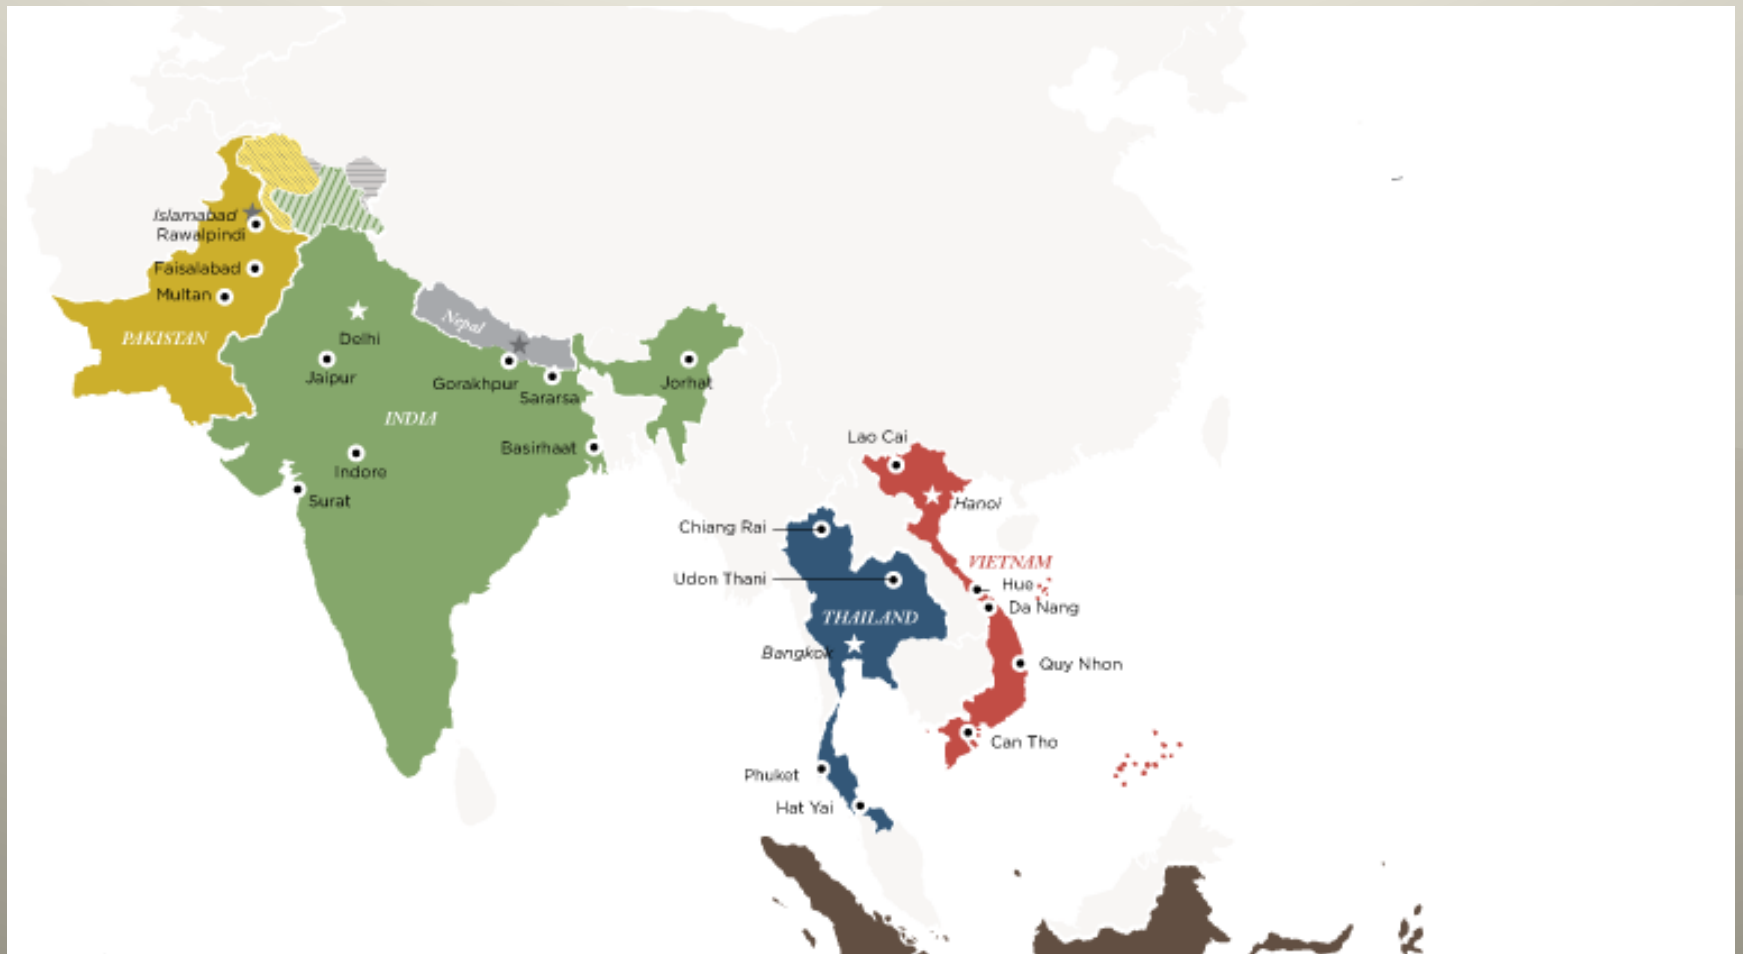 Islamabad
Rawalpindi
Faisalabad
Multan
PAKISTAN
Nepal
Delhi
Jaipur
Gorakhpur
Sararsa
Jorhat
INDIA
Basirhaat
Indore
Surat
Lao Cai
Hanoi
Chiang Rai
VIETNAM
Udon Thani
Hue
Da Nang
THAILAND
Bangkok
Quy Nhon
Can Tho
Phuket
Hat Yai